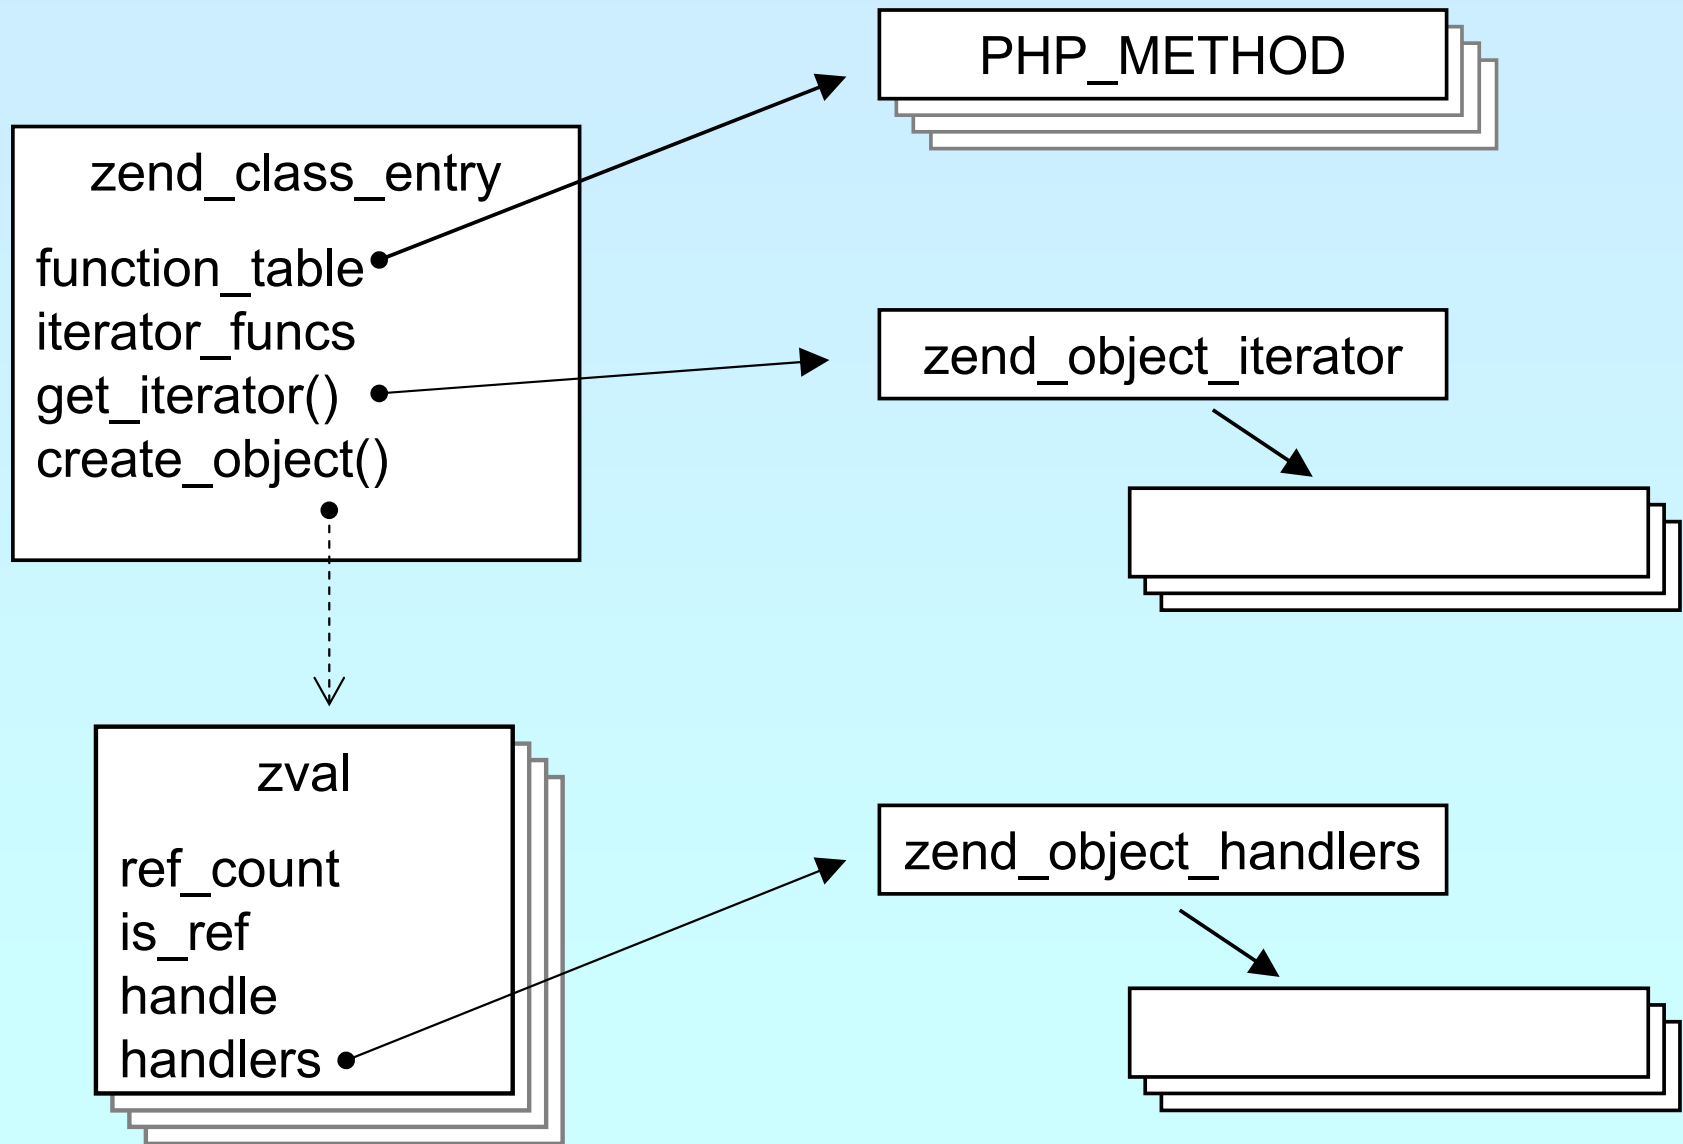 PHP_METHOD
zend_class_entry
function_table
iterator_funcs
get_iterator()
create_object()
zend_object_iterator
zval
ref_count
is_ref
handle
handlers
zend_object_handlers